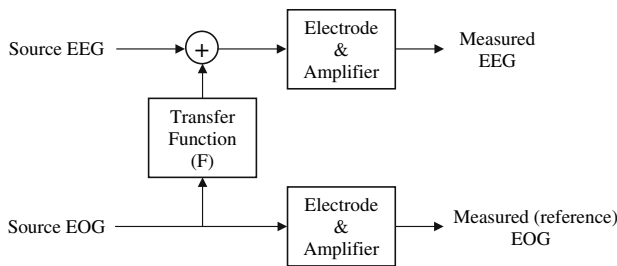 Source EEG
+
Electrode
&
Amplifier
Measured
EEG
Transfer
Function
(F)
Source EOG
Electrode
&
Amplifier
Measured (reference)
EOG